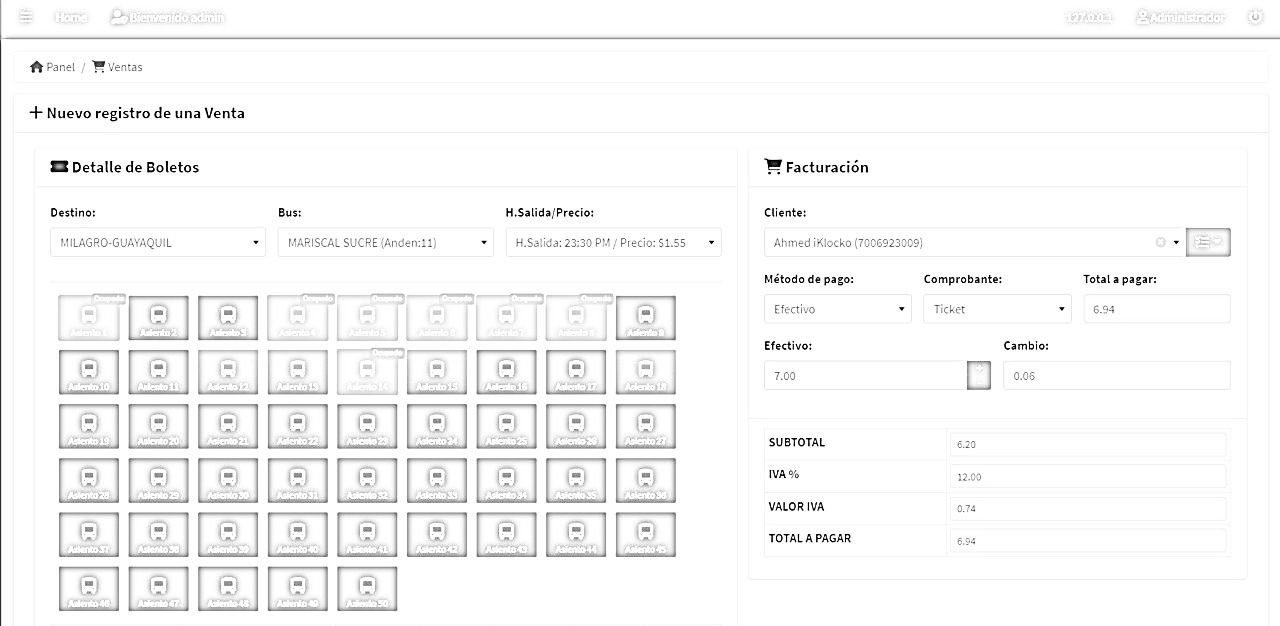 Home Bienvenido admin 127.0.0.1 Administrador
Panel / Ventas
Nuevo registro de una Venta
Detalle de Boletos
Destino: Bus: H.Salida/Precio:
MILAGRO-GUAYAQUIL MARISCAL SUCRE (Anden:11) H.Salida: 23:30 PM / Precio: $1.55
Ocupado Ocupado Ocupado Ocupado Ocupado Ocupado
Asiento 1 Asiento 2 Asiento 3 Asiento 4 Asiento 5 Asiento 6 Asiento 7 Asiento 8 Asiento 9
Ocupado
Asiento 10 Asiento 11 Asiento 12 Asiento 13 Asiento 14 Asiento 15 Asiento 16 Asiento 17 Asiento 18
Asiento 19 Asiento 20 Asiento 21 Asiento 22 Asiento 23 Asiento 24 Asiento 25 Asiento 26 Asiento 27
Asiento 28 Asiento 29 Asiento 30 Asiento 31 Asiento 32 Asiento 33 Asiento 34 Asiento 35 Asiento 36
Asiento 37 Asiento 38 Asiento 39 Asiento 40 Asiento 41 Asiento 42 Asiento 43 Asiento 44 Asiento 45
Asiento 46 Asiento 47 Asiento 48 Asiento 49 Asiento 50
Facturación
Cliente:
Ahmed iKlocko (7006923009)
Método de pago: Comprobante: Total a pagar:
Efectivo Ticket 6.94
Efectivo: Cambio:
7.00 0.06
SUBTOTAL 6.20
IVA % 12.00
VALOR IVA 0.74
TOTAL A PAGAR 6.94